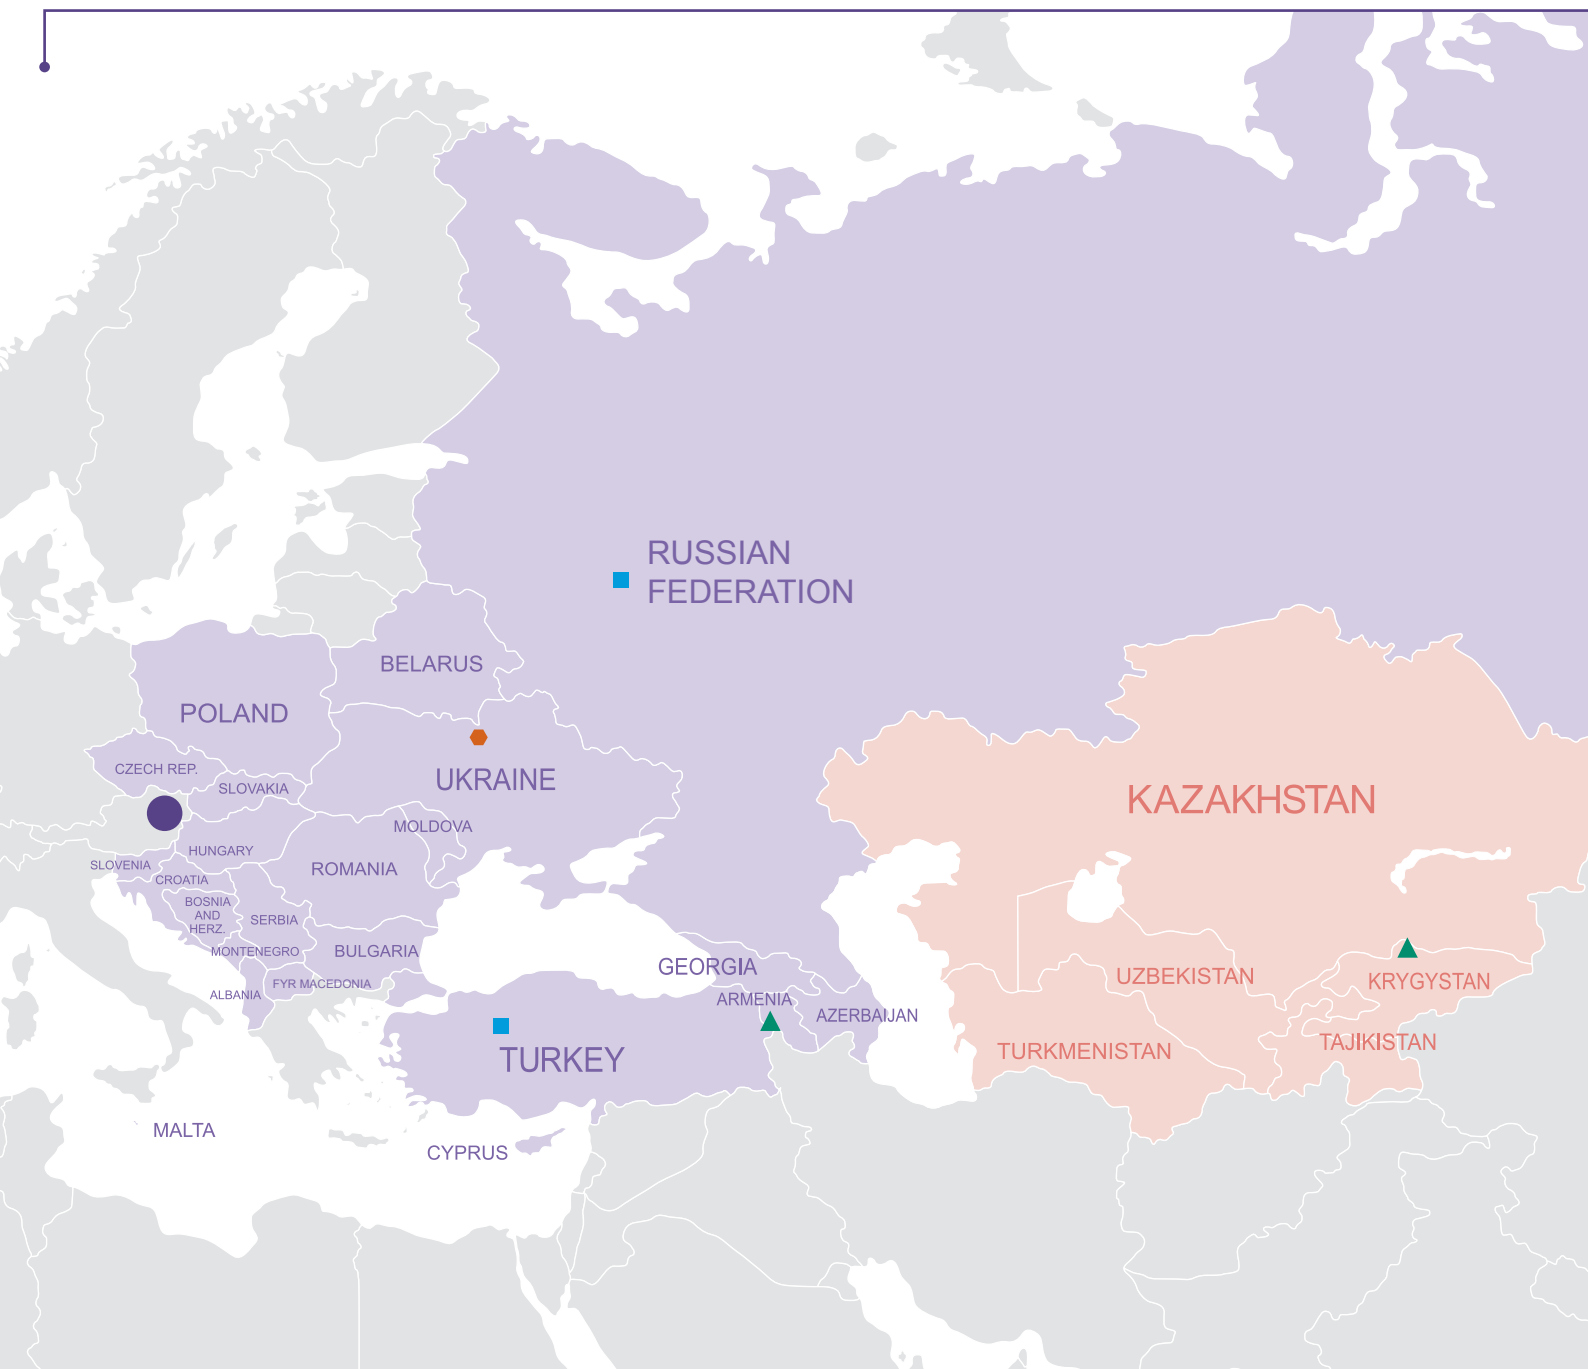 RUSSIAN
FEDERATION
BELARUS
POLAND
CZECH REP.
SLOVAKIA
UKRAINE
KAZAKHSTAN
MOLDOVA
HUNGARY
SLOVENIA
ROMANIA
CROATIA
BOSNIA
AND
HERZ.
SERBIA
MONTENEGRO
BULGARIA
GEORGIA
UZBEKISTAN
KRYGYSTAN
FYR MACEDONIA
ALBANIA
ARMENIA
AZERBAIJAN
TURKEY
TURKMENISTAN
TAJIKISTAN
MALTA
CYPRUS